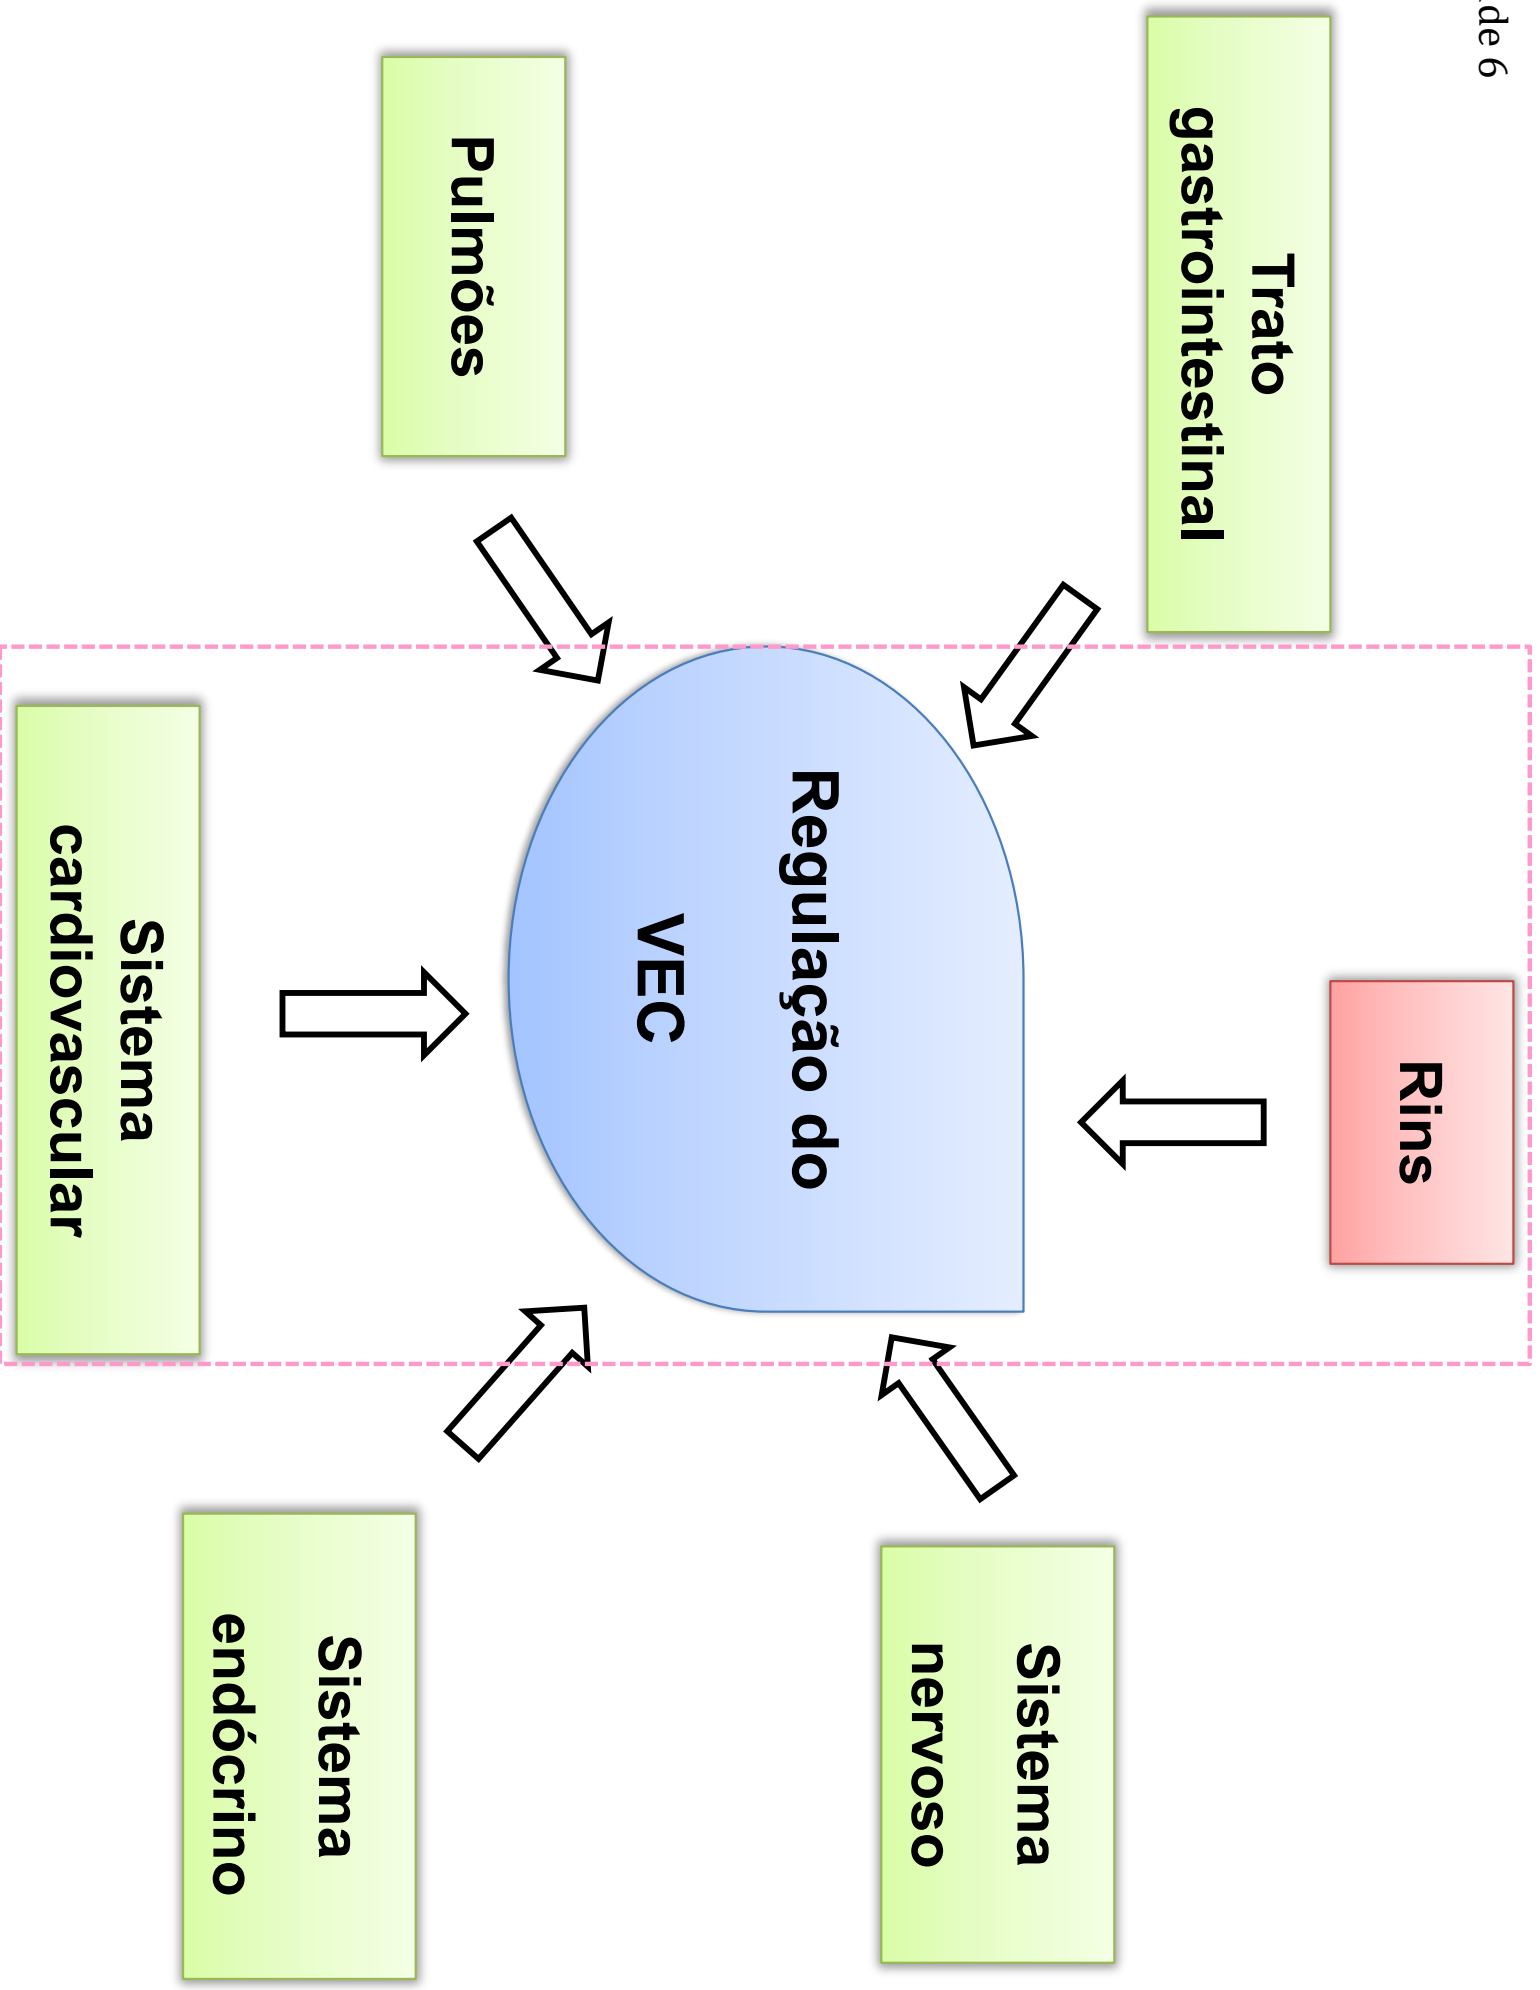 de 6
Rins
Trato
gastrointestinal
Sistema
nervoso
Regulação do
VEC
Pulmões
Sistema
endócrino
Sistema
cardiovascular